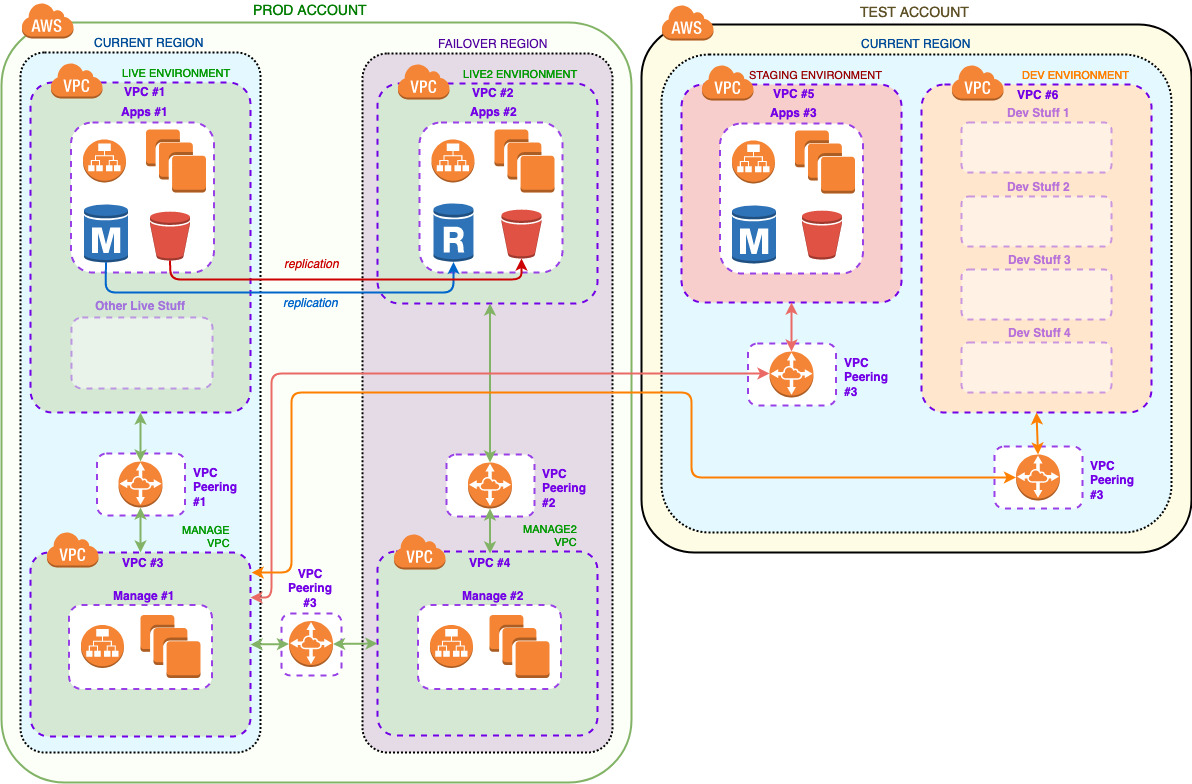 PROD ACCOUNT
AWS
CURRENT REGION
LIVE ENVIRONMENT
VPC
VPC #1
Apps #1
M
Other Live Stuff
VPC
Peering
#1
MANAGE
VPC
VPC
VPC #3
Manage #1
replication
replication
VPC
Peering
#3
FAILOVER REGION
LIVE2 ENVIRONMENT
VPC
VPC #2
Apps #2
R
VPC
Peering
#2
MANAGE2
VPC
VPC
VPC #4
Manage #2
TEST ACCOUNT
AWS
CURRENT REGION
STAGING ENVIRONMENT
VPC
VPC #5
Apps #3
M
VPC
Peering
#3
DEV ENVIRONMENT
VPC
VPC #6
Dev Stuff 1
Dev Stuff 2
Dev Stuff 3
Dev Stuff 4
VPC
Peering
#3